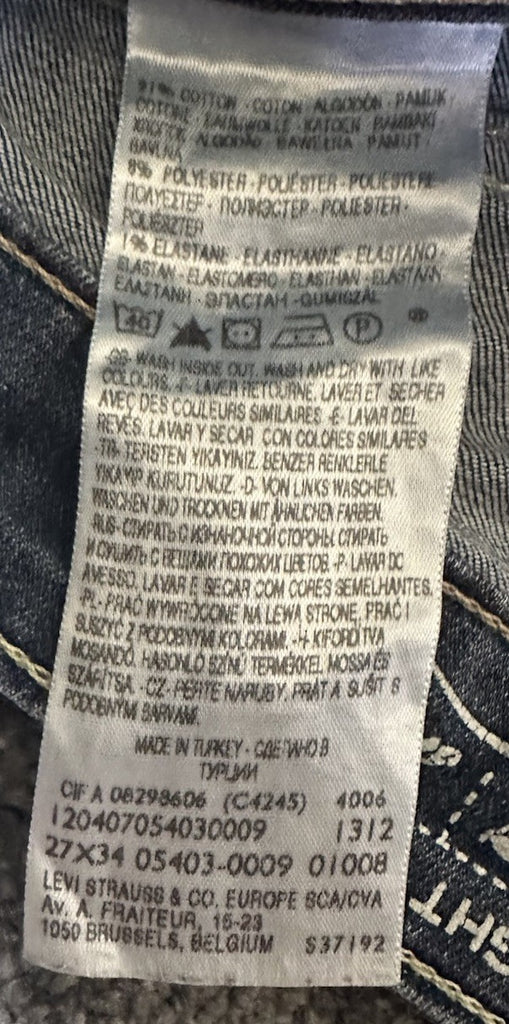 91% COTTON - COTON - ALGODÓN - PAMUK
COTONE - BAUMWOLLE - KATOEN - BAMBAKI
ХЛОПОК - ALGODÃO - BAWEŁNA - PAMUT -
BAVLNA
8% POLYESTER - POLIÉSTER - POLIESTERE
ПОЛУЕΣТЕР - ПОЛИЭСТЕР - POLIESTER -
POLIÉSZTER
1% ELASTANE - ELASTHANNE - ELASTANO
ELASTAN - ELASTOMERO - ELASTHAN - ELASTAAN
ΕΛΑΣΤΑΝΗ - ЭЛАСТАН - GUMISZÁL
40 P
-GB- WASH INSIDE OUT. WASH AND DRY WITH LIKE
COLOURS. -F- LAVER RETOURNE. LAVER ET SECHER
AVEC DES COULEURS SIMILAIRES -E- LAVAR DEL
REVES. LAVAR Y SECAR CON COLORES SIMILARES
-TR- TERSTEN YIKAYINIZ. BENZER RENKLERLE
YIKAYIP KURUTUNUZ. -D- VON LINKS WASCHEN.
WASCHEN UND TROCKNEN MIT ÄHNLICHEN FARBEN.
RUS- СТИРАТЬ С ИЗНАНОЧНОЙ СТОРОНЫ. СТИРАТЬ
И СУШИТЬ С ВЕЩАМИ ПОХОЖИХ ЦВЕТОВ. -P- LAVAR DO
AVESSO. LAVAR E SECAR COM CORES SEMELHANTES.
PL- PRAĆ WYWRÓCONE NA LEWĄ STRONĘ. PRAĆ I
SUSZYĆ Z PODOBNYMI KOLORAMI. -H- KIFORDÍTVA
MOSANDÓ. HASONLÓ SZÍNŰ TERMÉKKEL MOSSA ÉS
SZÁRÍTSA. -CZ- PERTE NARUBY. PRÁT A SUŠIT S
PODOBNÝM BARVAMI.
MADE IN TURKEY - СДЕЛАНО В
ТУРЦИИ
CIF A 08298606 (C4245) 4006
120407054030009 1312
27X34 05403-0009 01008
LEVI STRAUSS & CO. EUROPE SCA/CVA
AV. A. FRAITEUR, 15-23
1050 BRUSSELS, BELGIUM S37192